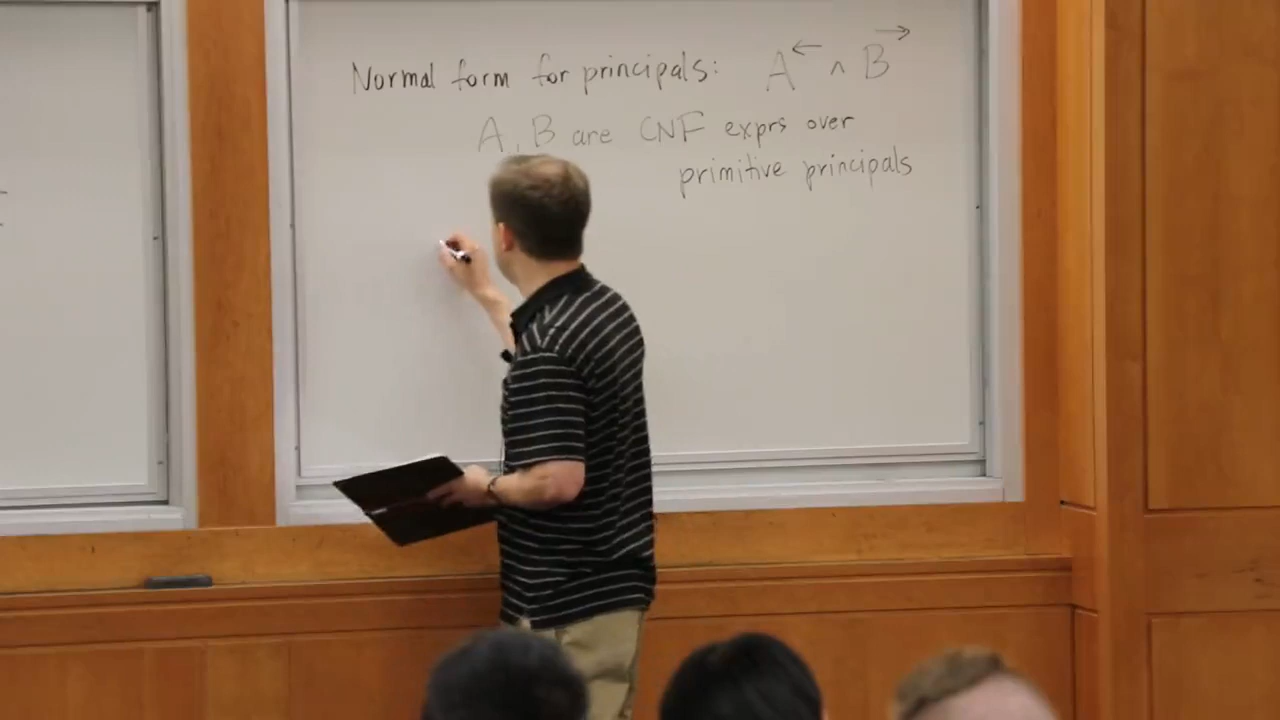 Normal form for principals: A← ∧ B→
A, B are CNF exprs over
primitive principals